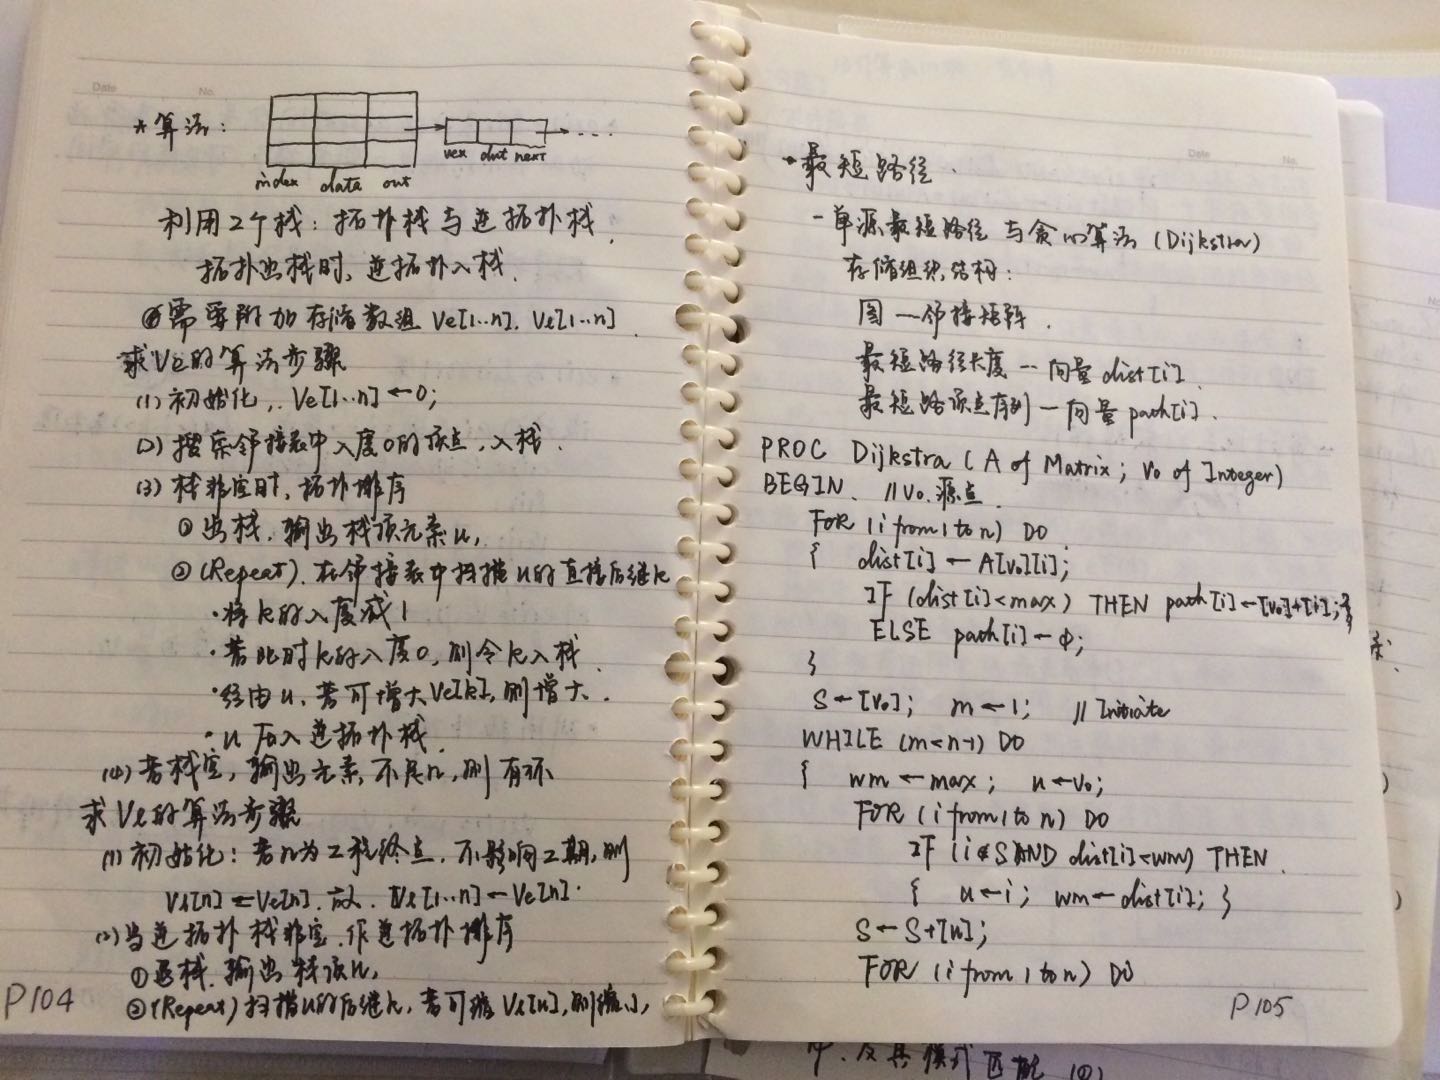 Date No.
* 算法:
vex dut next
index data out
利用2个栈: 拓扑栈与逆拓扑栈.
拓扑出栈时, 逆拓扑入栈.
需要附加存储数组 Ve[1..n]. Vl[1..n]
求Ve的算法步骤
(1) 初始化, Ve[1..n]←0;
(2) 搜索邻接表中入度0的顶点, 入栈.
(3) 栈非空时, 拓扑排序
① 出栈, 输出栈顶元素u,
② (Repeat). 在邻接表中扫描u的直接后继k
·将k的入度减1
·若此时k的入度0, 则令k入栈.
·经由u, 若可增大Ve[k], 则增大.
·u压入逆拓扑栈.
(4) 若栈空, 输出元素不足n, 则有环
求Vl的算法步骤
(1) 初始化: 若n为工程终点, 不影响工期, 则
Vl[n]=Ve[n]. 故. Vl[1..n]←Ve[n].
(2) 当逆拓扑栈非空, 作逆拓扑排序
① 退栈, 输出栈顶u,
② (Repeat) 扫描u的后继k, 若可缩Vl[u], 则缩小,
P104
Date No.
·最短路径.
-单源最短路径与贪心算法 (Dijkstra)
存储组织结构:
图 — 邻接矩阵.
最短路径长度 -- 向量 dist[i].
最短路顶点序列 — 向量 path[i].
PROC Dijkstra (A of Matrix; v0 of Integer)
BEGIN. //v0. 源点
FOR (i from 1 to n) DO
{ dist[i] ← A[v0][i];
IF (dist[i]<max) THEN path[i]←[v0]+[i];
ELSE path[i]←Φ;
}
S←[v0]; m←1; // Initiate
WHILE (m<n-1) DO
{ wm←max; u←v0;
FOR (i from 1 to n) DO
IF (i∉S AND dist[i]<wm) THEN
{ u←i; wm←dist[i]; }
S←S+[u];
FOR (i from 1 to n) DO
P105
及其模式匹配